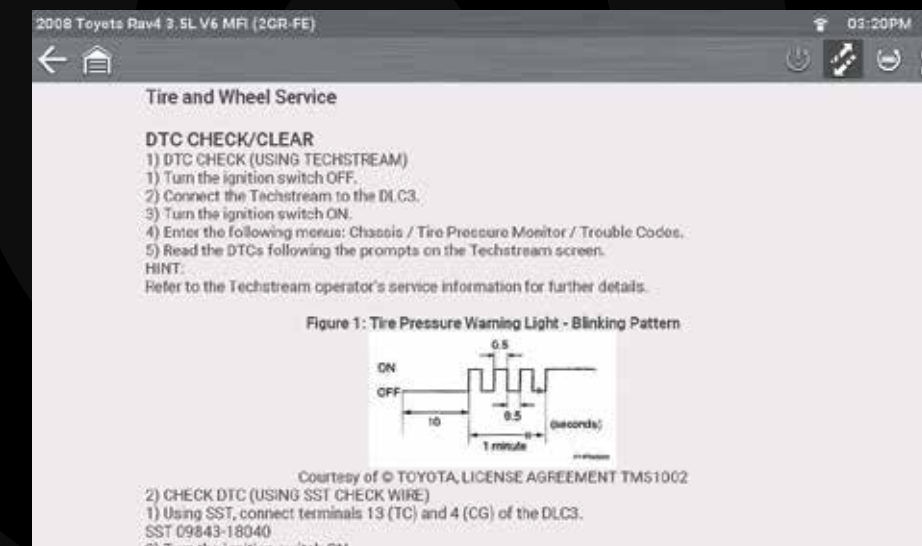 2008 Toyota Rav4 3.5L V6 MFI (2GR-FE) 03:20PM
Tire and Wheel Service
DTC CHECK/CLEAR
1) DTC CHECK (USING TECHSTREAM)
1) Turn the ignition switch OFF.
2) Connect the Techstream to the DLC3.
3) Turn the ignition switch ON.
4) Enter the following menus: Chassis / Tire Pressure Monitor / Trouble Codes.
5) Read the DTCs following the prompts on the Techstream screen.
HINT:
Refer to the Techstream operator's service information for further details.
Figure 1: Tire Pressure Warning Light - Blinking Pattern
0.5
ON
OFF
10
0.5
(seconds)
1 minute
Courtesy of © TOYOTA, LICENSE AGREEMENT TMS1002
2) CHECK DTC (USING SST CHECK WIRE)
1) Using SST, connect terminals 13 (TC) and 4 (CG) of the DLC3.
SST 09843-18040
2) Turn the ignition switch ON.